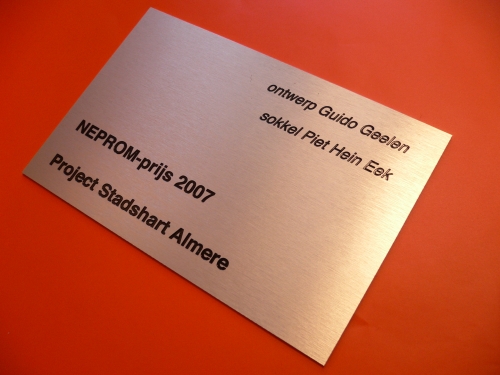 ontwerp Guido Geelen
sokkel Piet Hein Eek
NEPROM-prijs 2007
Project Stadshart Almere